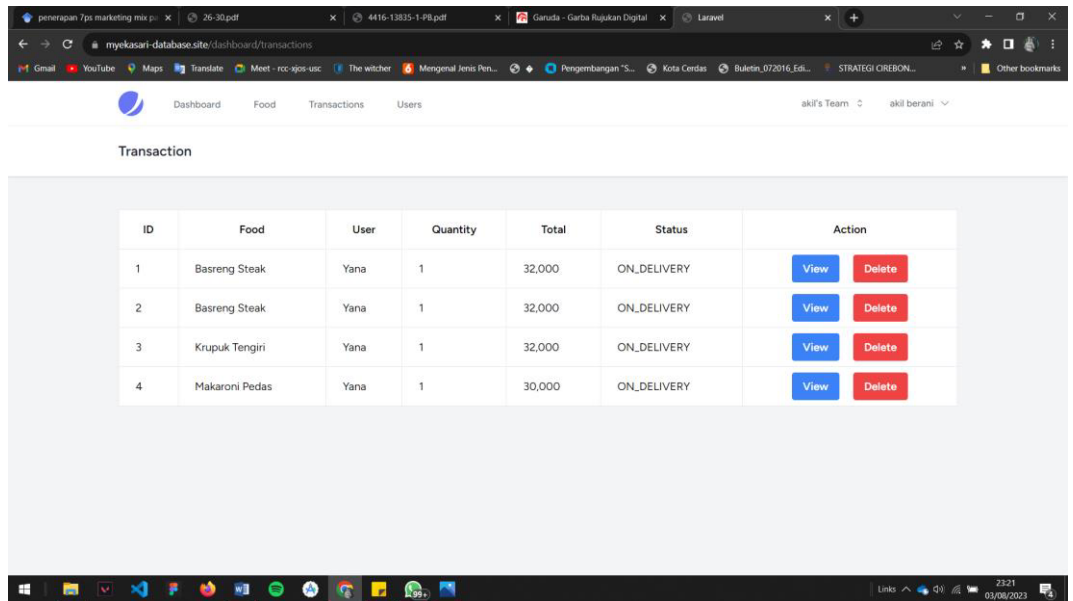 penerapan 7ps marketing mix pa
26-30.pdf
4416-13835-1-PB.pdf
Garuda - Garba Rujukan Digital
Laravel
myekasari-database.site/dashboard/transactions
Gmail YouTube Maps Translate Meet - rcc-xjos-usc The witcher Mengenal Jenis Pen... Pengembangan "S... Kota Cerdas Buletin_072016_Edi... STRATEGI CIREBON... » Other bookmarks
Dashboard Food Transactions Users akil's Team akil berani
Transaction
ID Food User Quantity Total Status Action
1 Basreng Steak Yana 1 32,000 ON_DELIVERY View Delete
2 Basreng Steak Yana 1 32,000 ON_DELIVERY View Delete
3 Krupuk Tengiri Yana 1 32,000 ON_DELIVERY View Delete
4 Makaroni Pedas Yana 1 30,000 ON_DELIVERY View Delete
99+ Links 23:21
03/08/2023